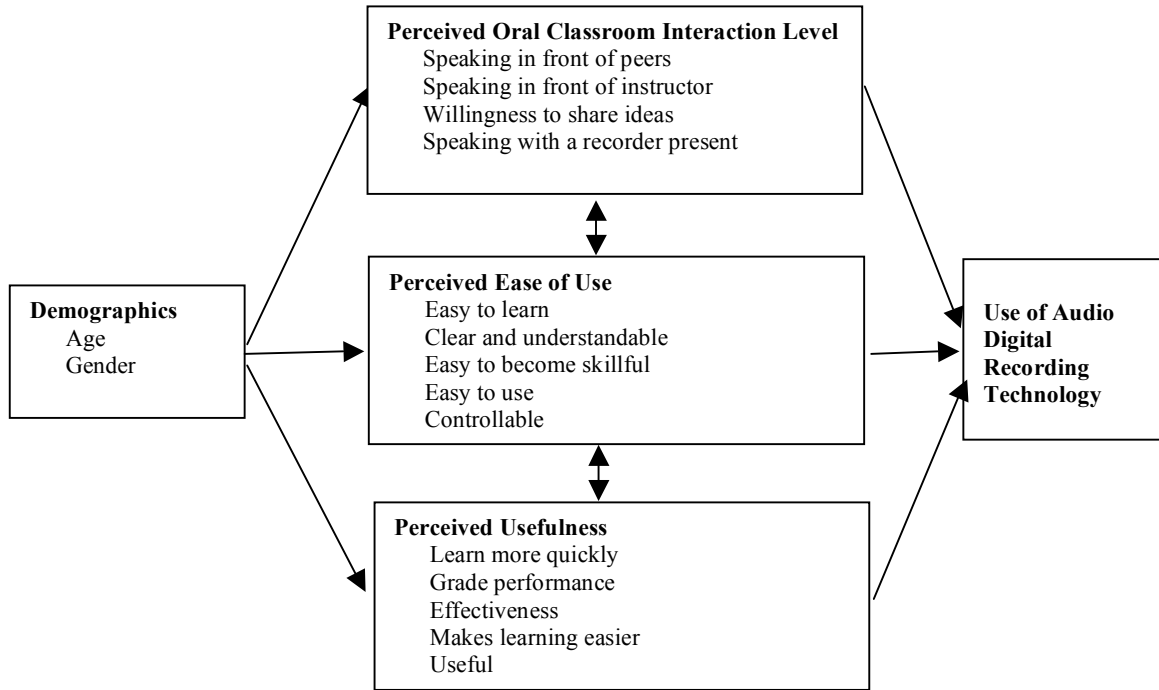 Demographics
Age
Gender
Perceived Oral Classroom Interaction Level
Speaking in front of peers
Speaking in front of instructor
Willingness to share ideas
Speaking with a recorder present
Perceived Ease of Use
Easy to learn
Clear and understandable
Easy to become skillful
Easy to use
Controllable
Perceived Usefulness
Learn more quickly
Grade performance
Effectiveness
Makes learning easier
Useful
Use of Audio
Digital
Recording
Technology